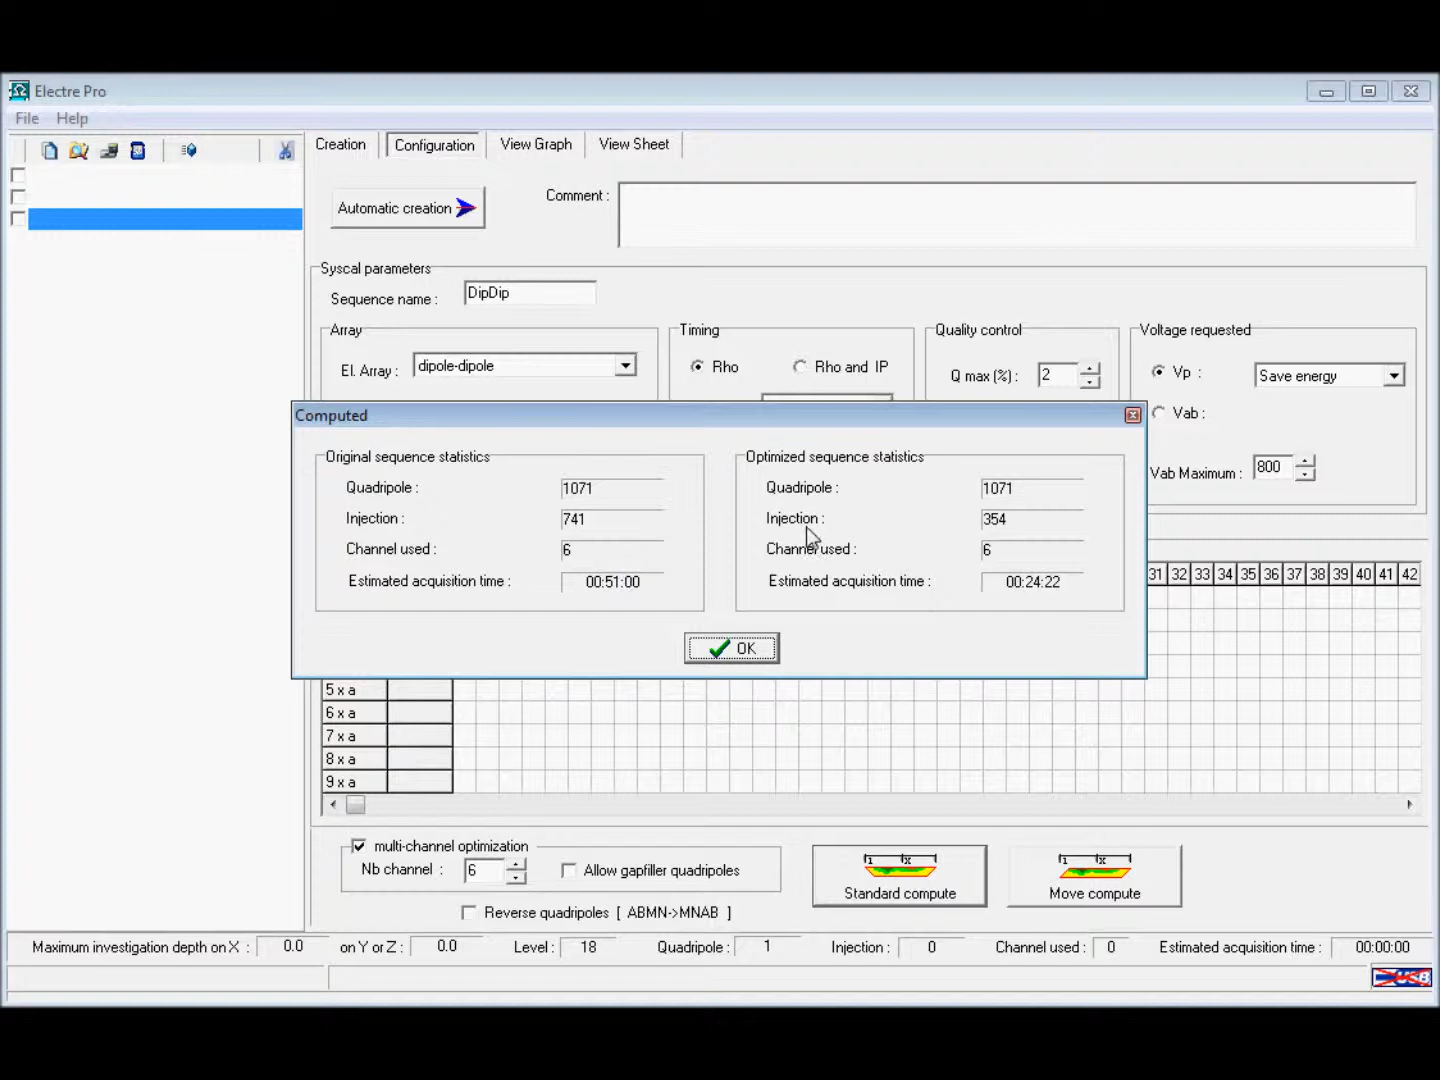 Electre Pro
File Help
Creation Configuration View Graph View Sheet
Automatic creation Comment :
Syscal parameters
Sequence name : DipDip
Array Timing Quality control Voltage requested
El. Array : dipole-dipole Rho Rho and IP Q max (%) : 2 Vp : Save energy
Vab :
Vab Maximum : 800
Computed
Original sequence statistics Optimized sequence statistics
Quadripole : 1071 Quadripole : 1071
Injection : 741 Injection : 354
Channel used : 6 Channel used : 6
Estimated acquisition time : 00:51:00 Estimated acquisition time : 00:24:22
OK
31 32 33 34 35 36 37 38 39 40 41 42
5 x a
6 x a
7 x a
8 x a
9 x a
multi-channel optimization
Nb channel : 6 Allow gapfiller quadripoles
Reverse quadripoles [ ABMN->MNAB ]
1 x
Standard compute
1 x
Move compute
Maximum investigation depth on X : 0.0 on Y or Z : 0.0 Level : 18 Quadripole : 1 Injection : 0 Channel used : 0 Estimated acquisition time : 00:00:00
USB